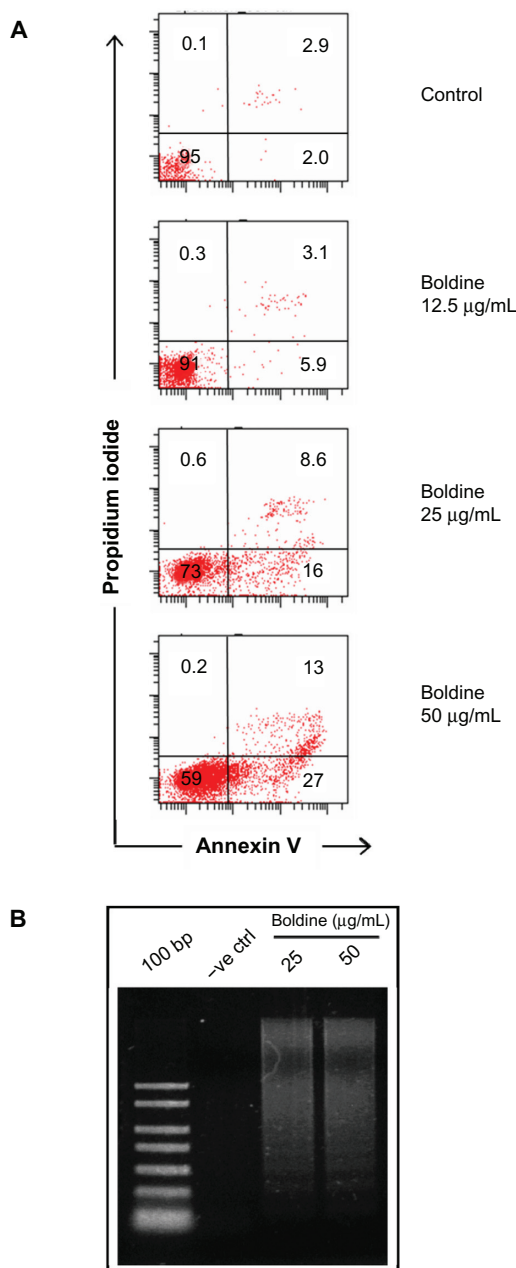 A
0.1 2.9
95 2.0
Control
0.3 3.1
91 5.9
Boldine
12.5 μg/mL
0.6 8.6
73 16
Boldine
25 μg/mL
0.2 13
59 27
Boldine
50 μg/mL
Propidium iodide
Annexin V
B
Boldine (μg/mL)
100 bp –ve ctrl 25 50